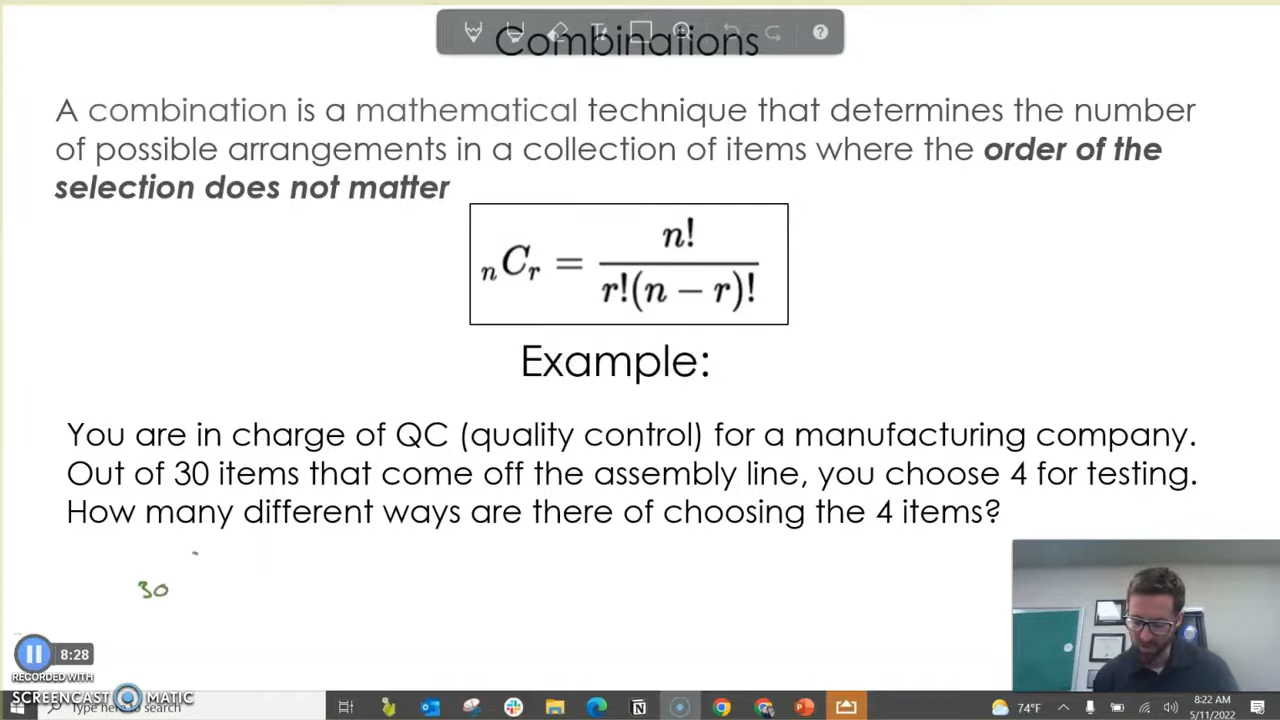 Combinations
A combination is a mathematical technique that determines the number
of possible arrangements in a collection of items where the order of the
selection does not matter
nCr = n! / r!(n − r)!
Example:
You are in charge of QC (quality control) for a manufacturing company.
Out of 30 items that come off the assembly line, you choose 4 for testing.
How many different ways are there of choosing the 4 items?
30
8:28
RECORDED WITH
SCREENCAST MATIC
Type here to search
74°F
8:22 AM
5/11/2022